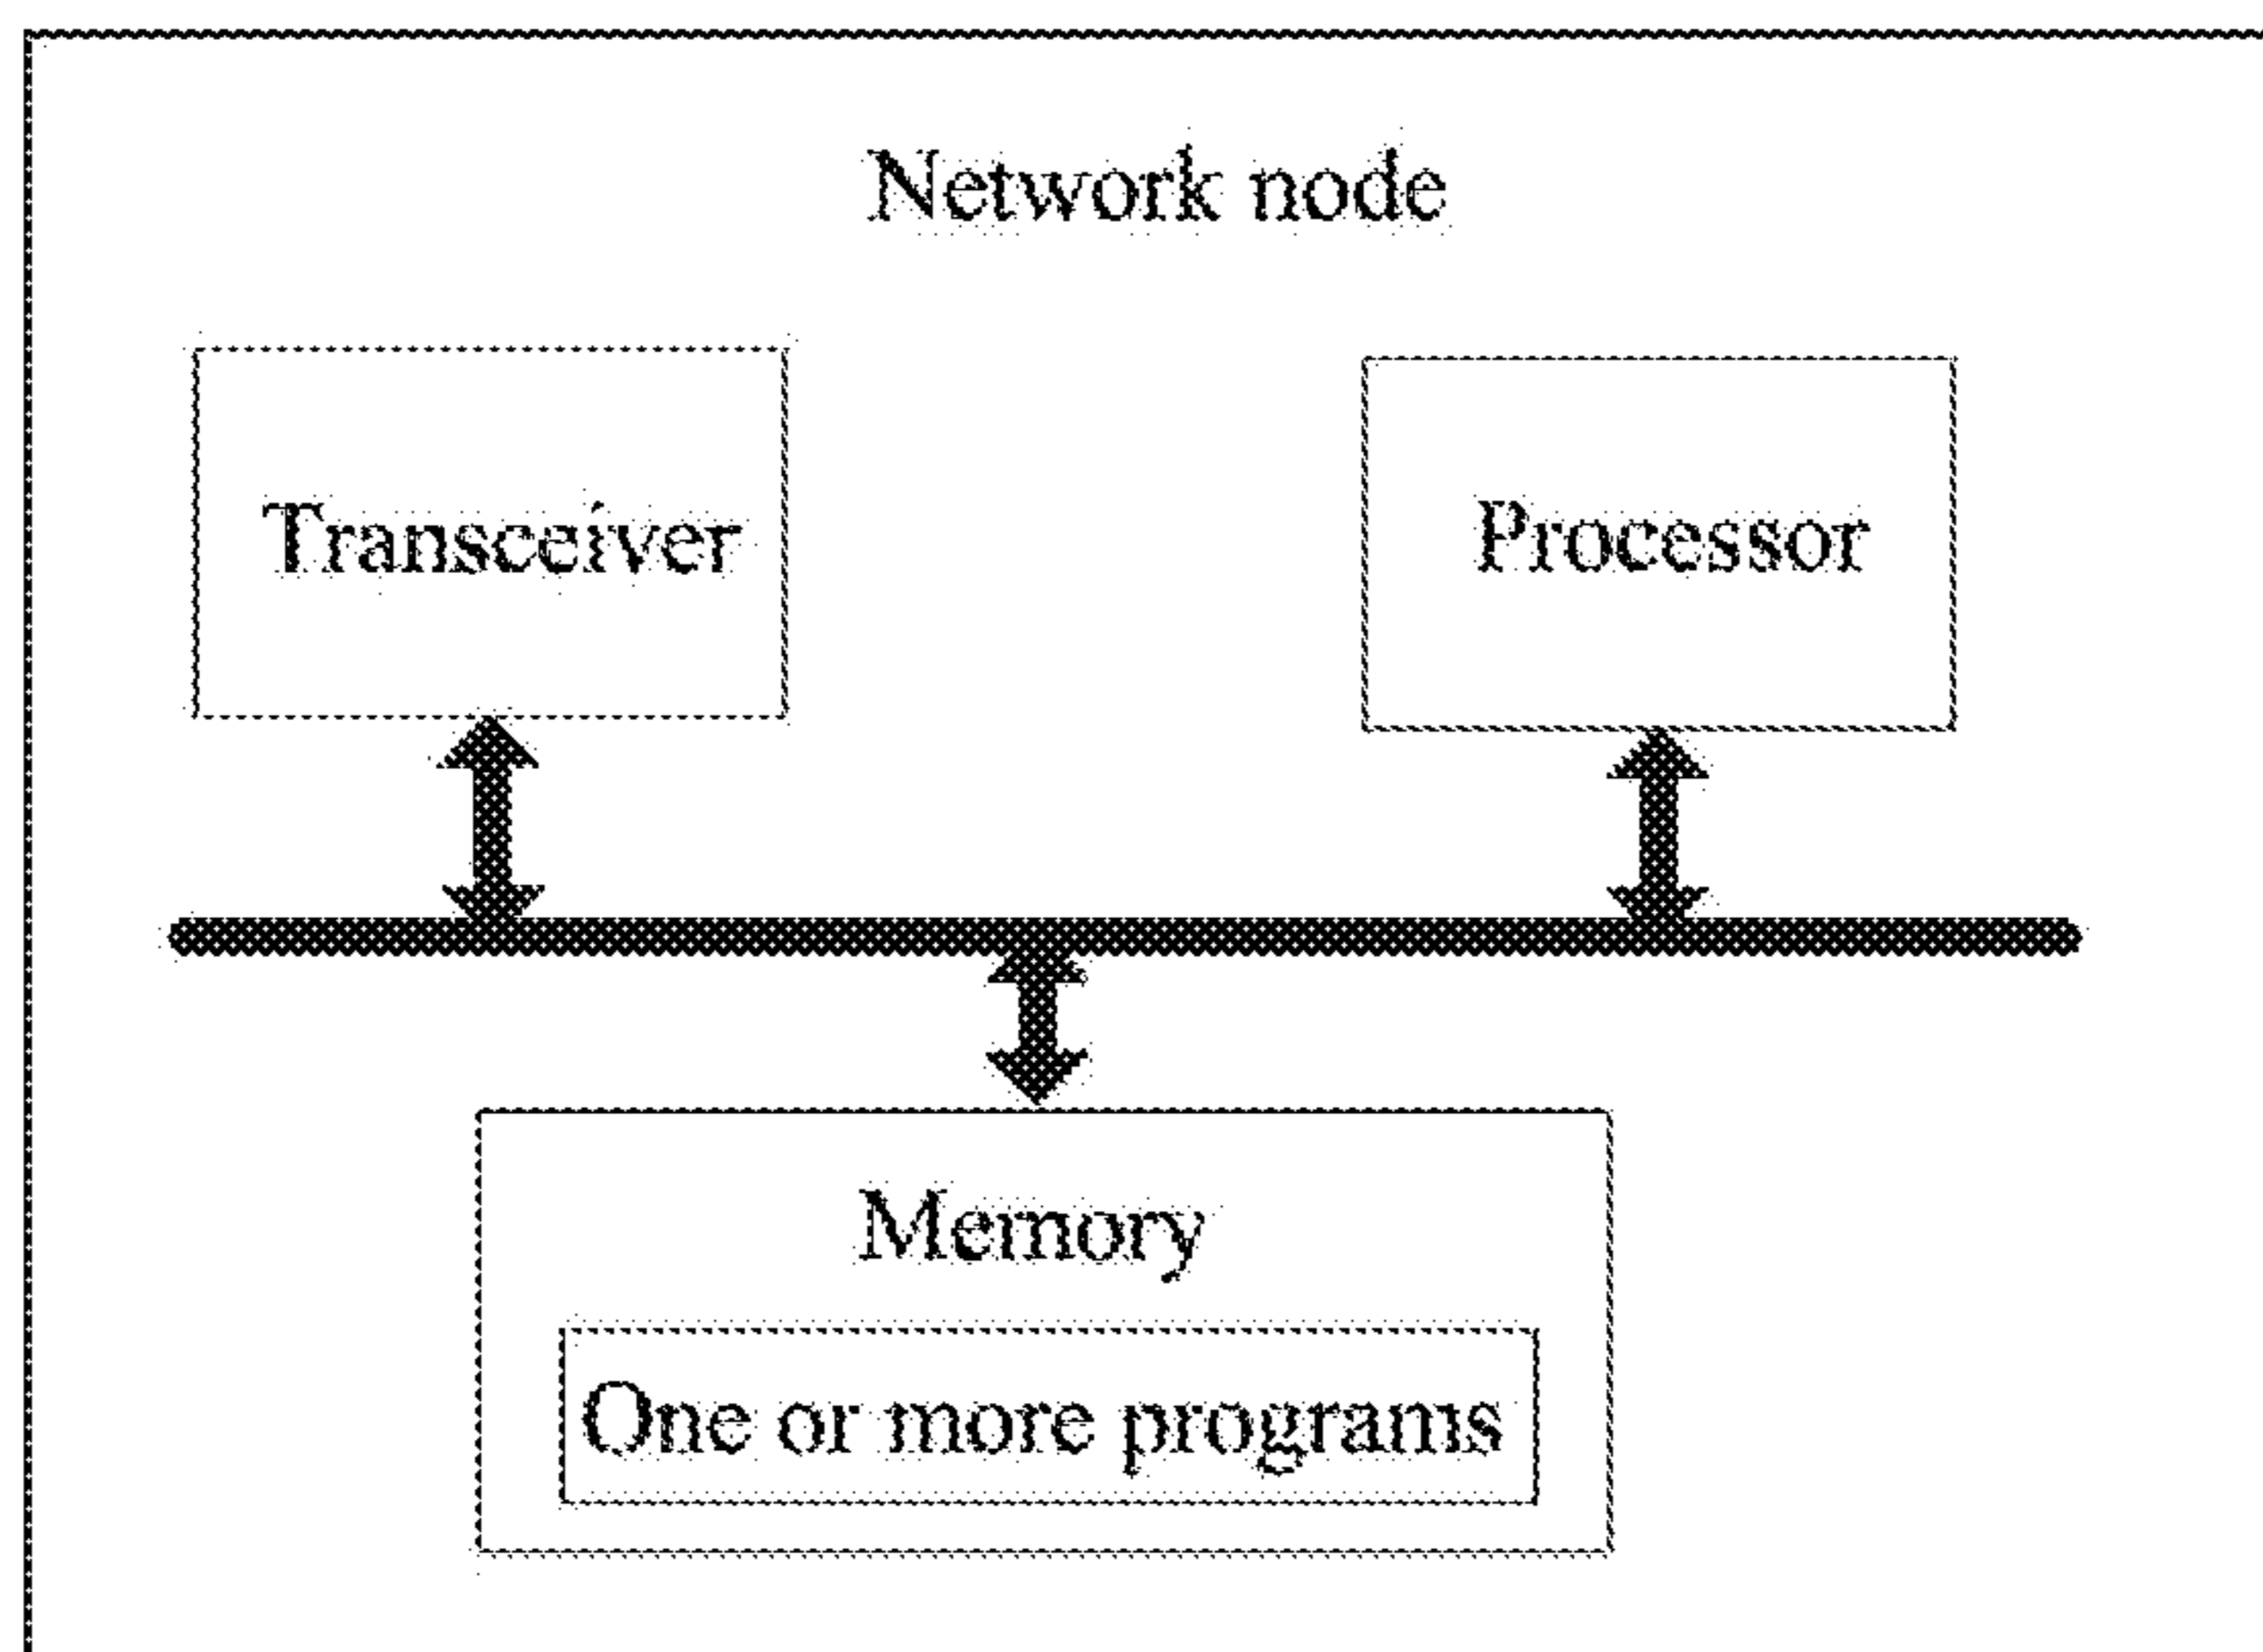 Network node
Transceiver
Processor
Memory
One or more programs